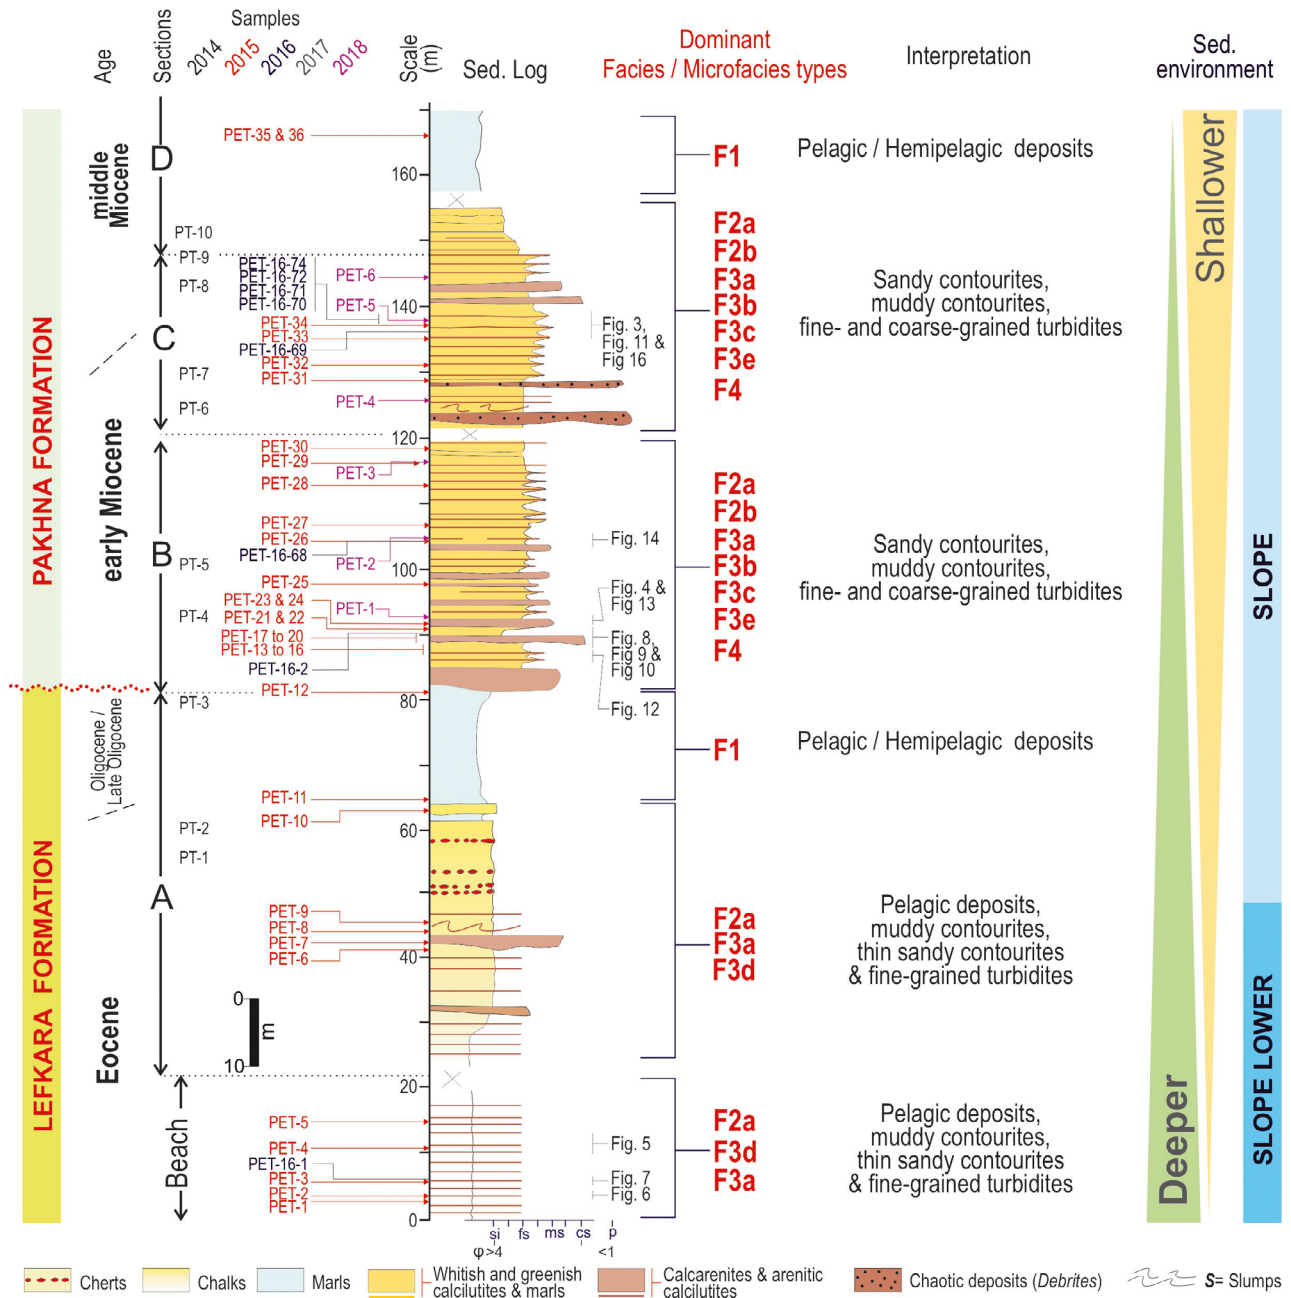 Age
Sections
Samples
2014
2015
2016
2017
2018
Scale
(m)
Sed. Log
Dominant
Facies / Microfacies types
Interpretation
Sed.
environment
PAKHNA FORMATION
LEFKARA FORMATION
middle
Miocene
early Miocene
Oligocene /
Late Oligocene
Eocene
D
C
B
A
Beach
PT-10
PT-9
PT-8
PT-7
PT-6
PT-5
PT-4
PT-3
PT-2
PT-1
PET-35 & 36
PET-16-74
PET-16-72
PET-16-71
PET-16-70
PET-6
PET-5
PET-34
PET-33
PET-16-69
PET-32
PET-31
PET-4
PET-30
PET-29
PET-3
PET-28
PET-27
PET-26
PET-16-68
PET-2
PET-25
PET-23 & 24
PET-1
PET-21 & 22
PET-17 to 20
PET-13 to 16
PET-16-2
PET-12
PET-11
PET-10
PET-9
PET-8
PET-7
PET-6
PET-5
PET-4
PET-16-1
PET-3
PET-2
PET-1
0
m
10
160
140
120
100
80
60
40
20
0
si
fs
ms
cs
p
φ >4
<1
Fig. 3,
Fig. 11 &
Fig 16
Fig. 14
Fig. 4 &
Fig 13
Fig. 8,
Fig 9 &
Fig 10
Fig. 12
Fig. 5
Fig. 7
Fig. 6
F1
Pelagic / Hemipelagic deposits
F2a
F2b
F3a
F3b
F3c
F3e
F4
Sandy contourites,
muddy contourites,
fine- and coarse-grained turbidites
F2a
F2b
F3a
F3b
F3c
F3e
F4
Sandy contourites,
muddy contourites,
fine- and coarse-grained turbidites
F1
Pelagic / Hemipelagic deposits
F2a
F3a
F3d
Pelagic deposits,
muddy contourites,
thin sandy contourites
& fine-grained turbidites
F2a
F3d
F3a
Pelagic deposits,
muddy contourites,
thin sandy contourites
& fine-grained turbidites
Shallower
Deeper
SLOPE
SLOPE LOWER
Cherts
Chalks
Marls
Whitish and greenish
calcilutites & marls
Calcarenites & arenitic
calcilutites
Chaotic deposits (Debrites)
S= Slumps